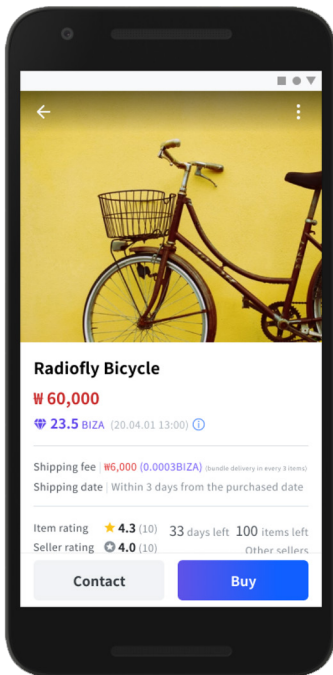 Radiofly Bicycle
₩ 60,000
23.5 BIZA (20.04.01 13:00)
Shipping fee | ₩6,000 (0.0003BIZA) (bundle delivery in every 3 items)
Shipping date | Within 3 days from the purchased date
Item rating ★ 4.3 (10) 33 days left 100 items left
Seller rating ★ 4.0 (10) Other sellers
Contact Buy